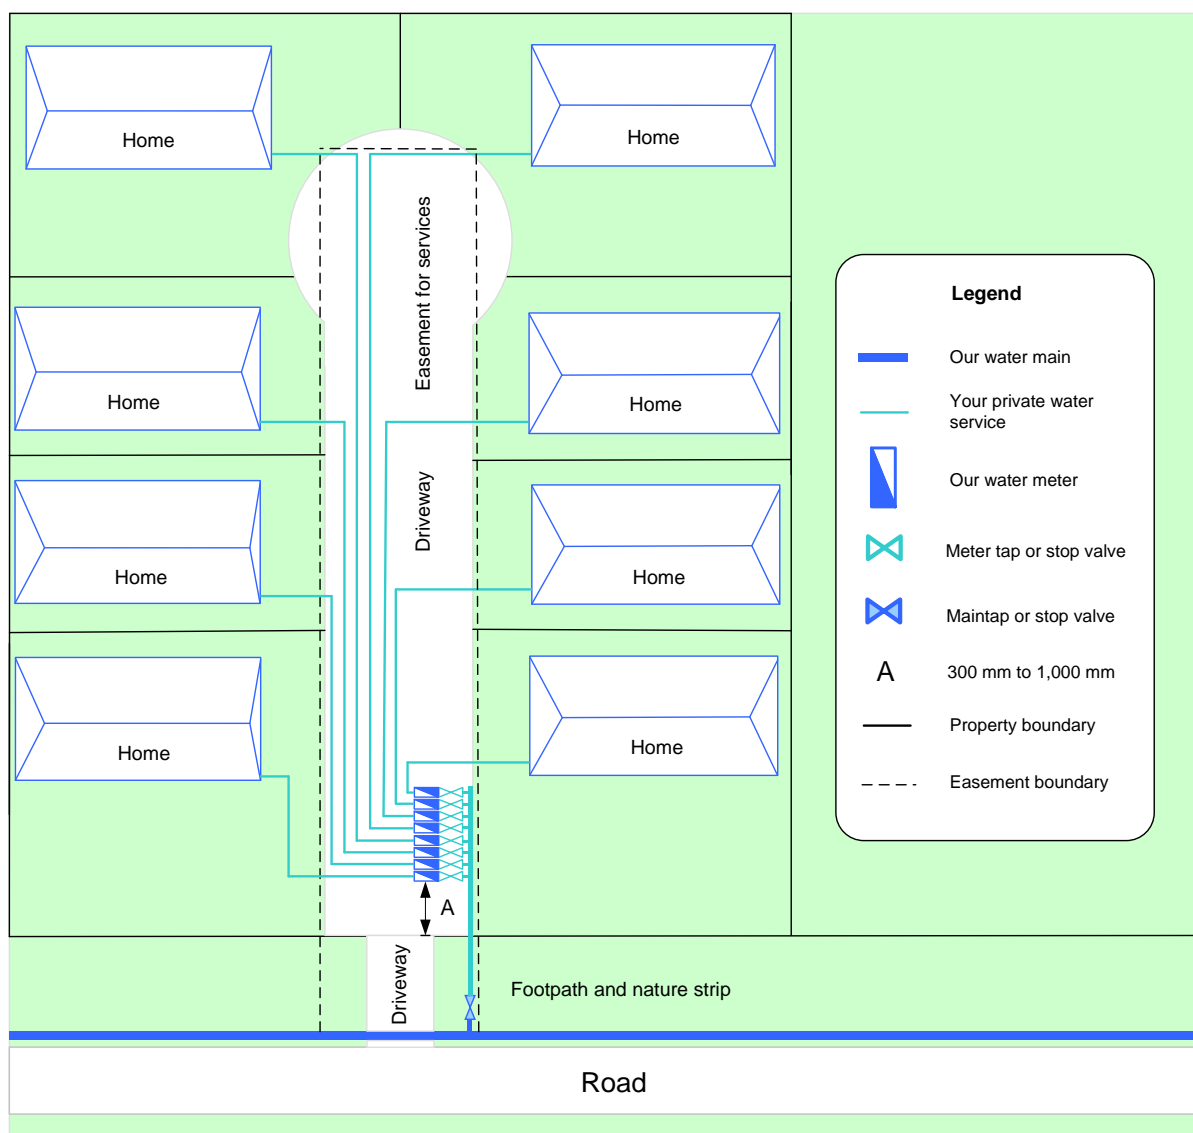 Home
Home
Easement for services
Home
Home
Driveway
Home
Home
Home
Home
A
Driveway
Footpath and nature strip
Road
Legend
Our water main
Your private water
service
Our water meter
Meter tap or stop valve
Maintap or stop valve
A
300 mm to 1,000 mm
Property boundary
Easement boundary